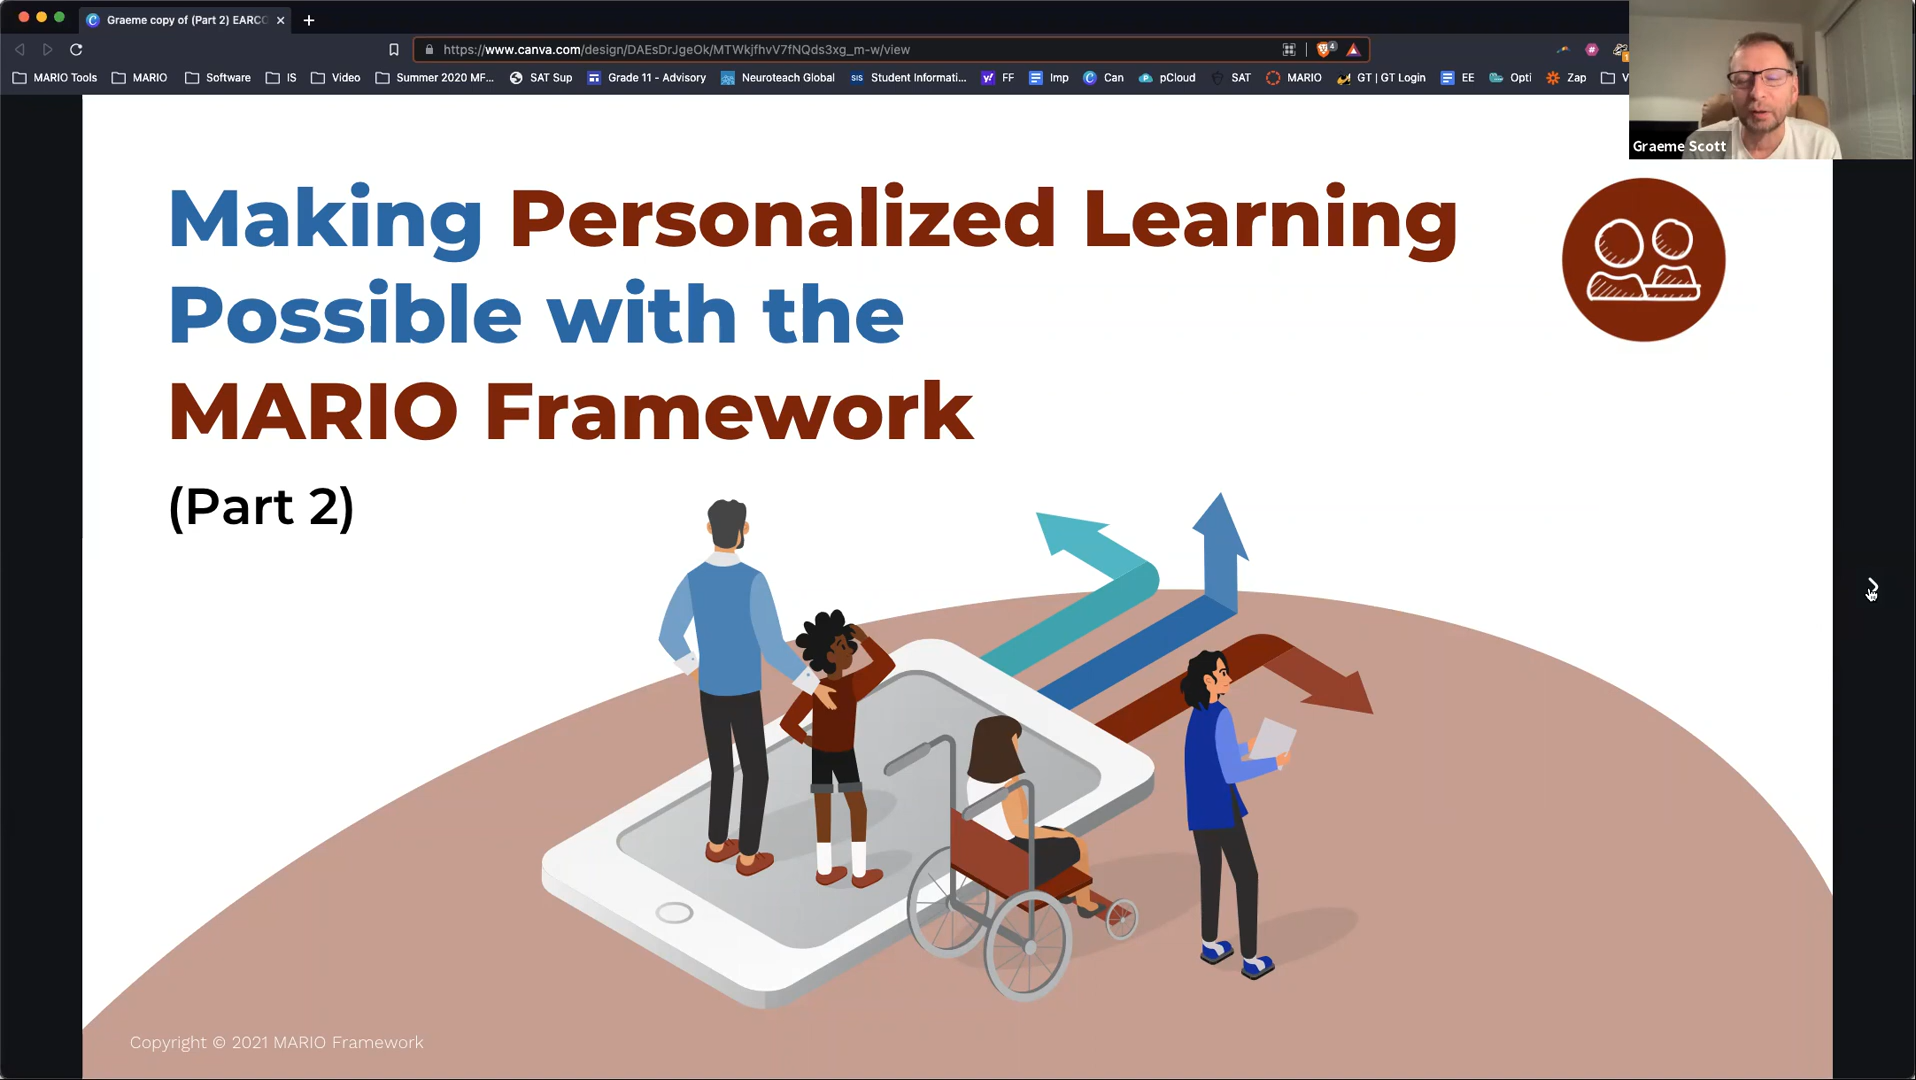 Graeme copy of (Part 2) EARCO
https://www.canva.com/design/DAEsDrJgeOk/MTWkjfhvV7fNQds3xg_m-w/view
4
MARIO Tools MARIO Software IS Video Summer 2020 MF... SAT Sup Grade 11 - Advisory Neuroteach Global SIS Student Informati... FF Imp Can pCloud SAT MARIO GT | GT Login EE Opti Zap V
Graeme Scott
Making Personalized Learning
Possible with the
MARIO Framework
(Part 2)
Copyright © 2021 MARIO Framework